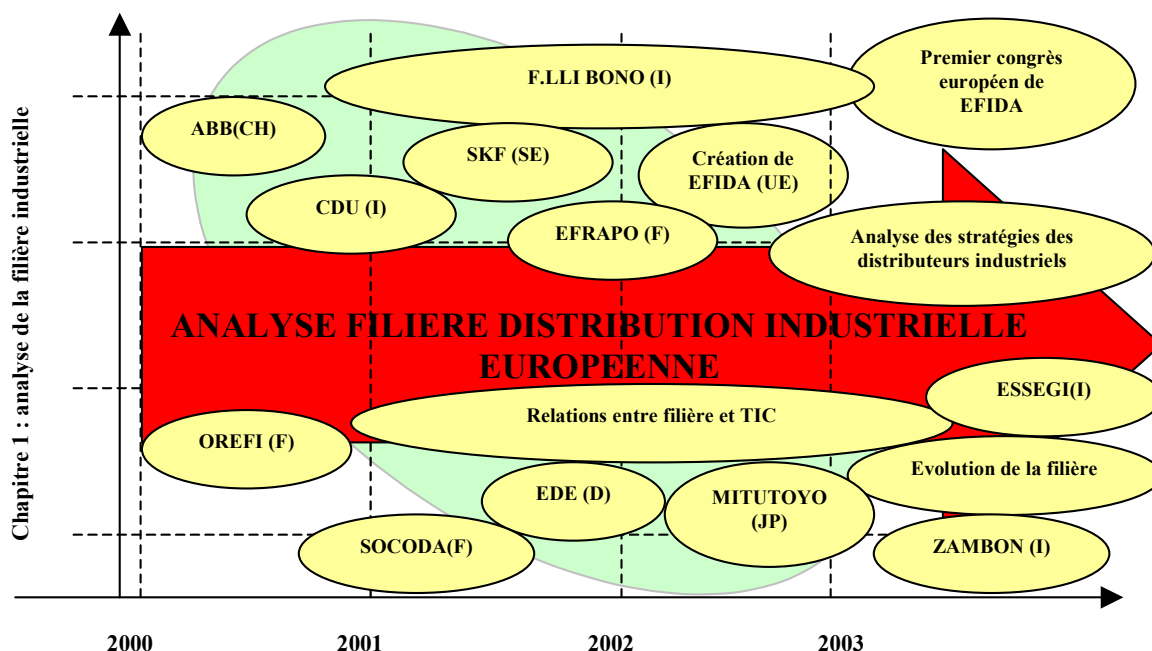 Chapitre 1 : analyse de la filière industrielle
F.LLI BONO (I)
Premier congrès
européen de
EFIDA
ABB(CH)
SKF (SE)
Création de
EFIDA (UE)
CDU (I)
EFRAPO (F)
Analyse des stratégies des
distributeurs industriels
ANALYSE FILIERE DISTRIBUTION INDUSTRIELLE
EUROPEENNE
ESSEGI(I)
Relations entre filière et TIC
OREFI (F)
Evolution de la filière
EDE (D)
MITUTOYO
(JP)
SOCODA(F)
ZAMBON (I)
2000
2001
2002
2003